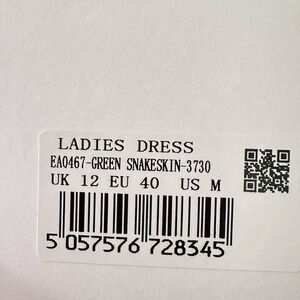 LADIES DRESS
EA0467-GREEN SNAKESKIN-3730
UK 12 EU 40 US M
5 057576 728345